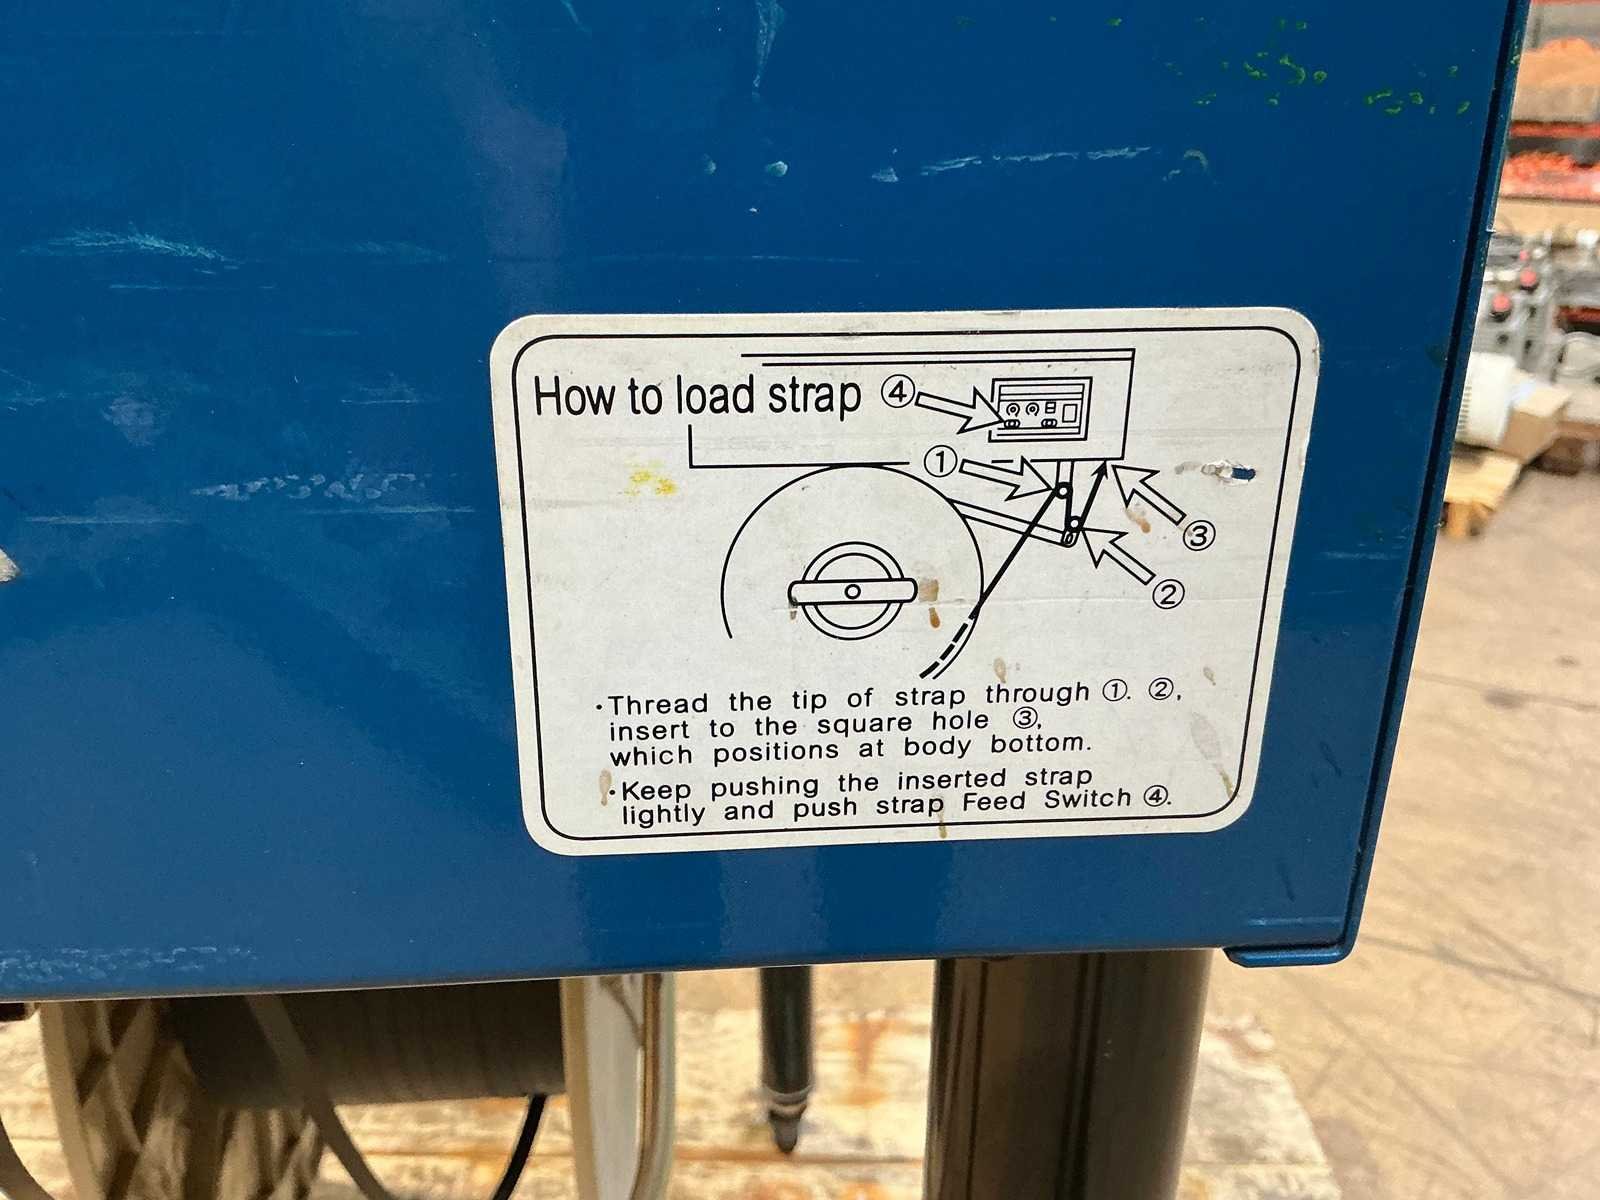 How to load strap ④
①
③
②
・Thread the tip of strap through ①. ②,
insert to the square hole ③,
which positions at body bottom.
・Keep pushing the inserted strap
lightly and push strap Feed Switch ④.